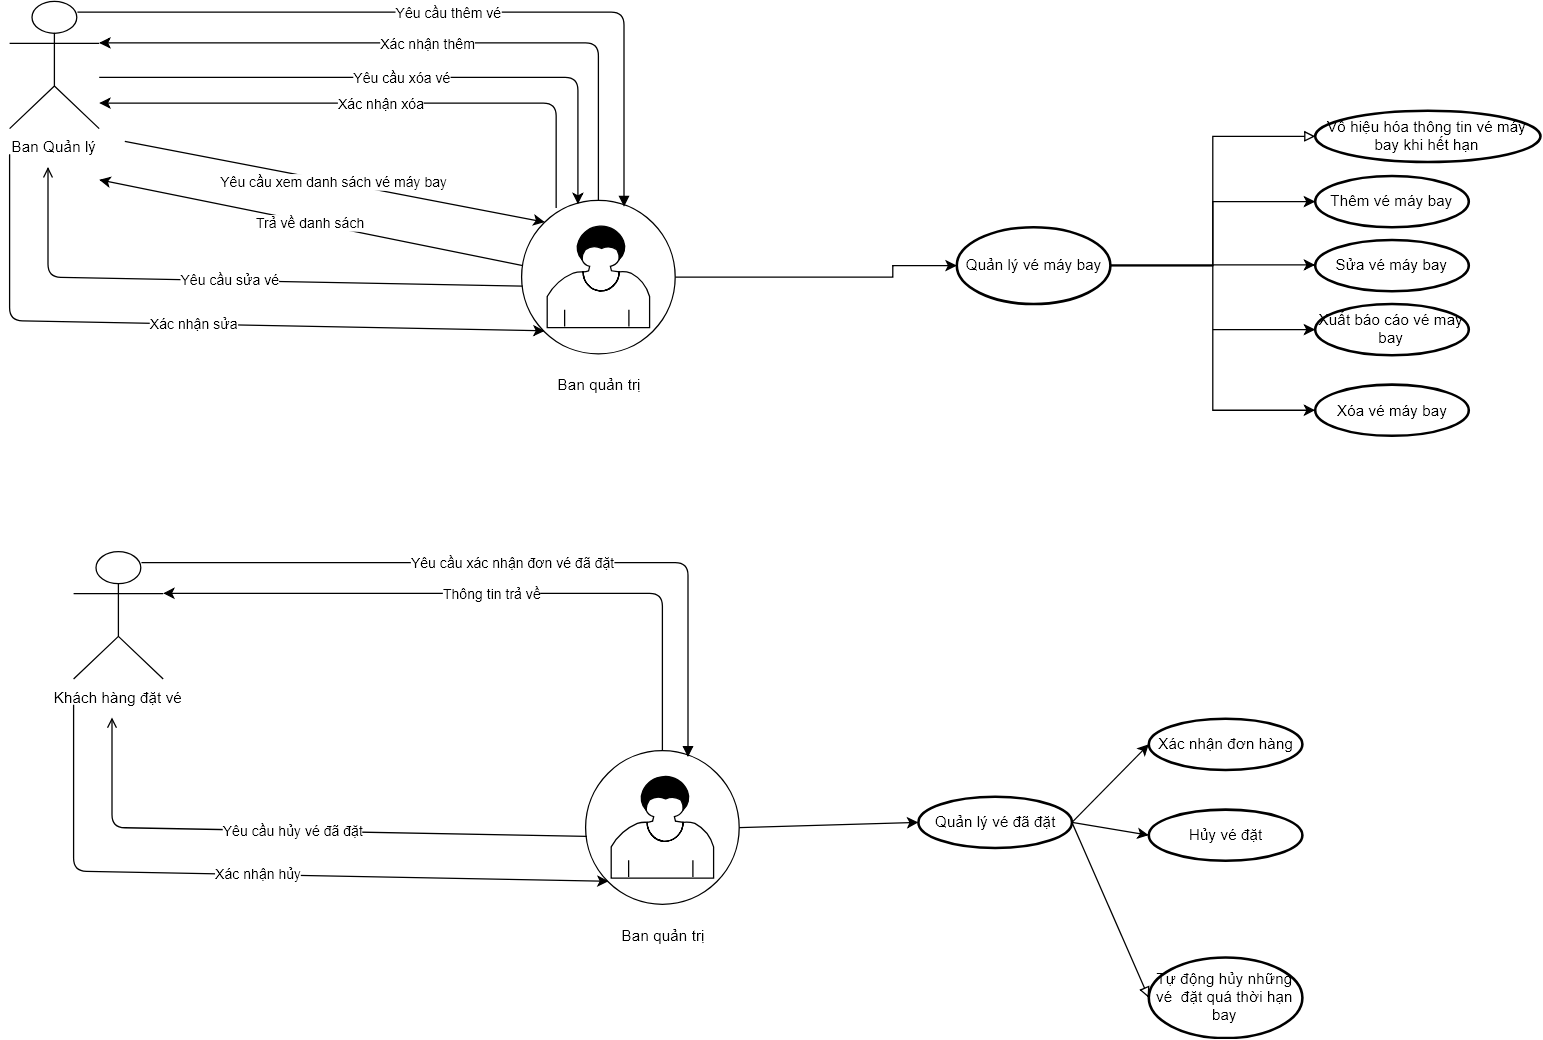 Yêu cầu thêm vé
Xác nhận thêm
Yêu cầu xóa vé
Xác nhận xóa
Ban Quản lý
Yêu cầu xem danh sách vé máy bay
Trả về danh sách
Yêu cầu sửa vé
Xác nhận sửa
Ban quản trị
Quản lý vé máy bay
Vô hiệu hóa thông tin vé máy
bay khi hết hạn
Thêm vé máy bay
Sửa vé máy bay
Xuất báo cáo vé máy
bay
Xóa vé máy bay
Yêu cầu xác nhận đơn vé đã đặt
Thông tin trả về
Khách hàng đặt vé
Yêu cầu hủy vé đã đặt
Xác nhận hủy
Ban quản trị
Quản lý vé đã đặt
Xác nhận đơn hàng
Hủy vé đặt
Tự động hủy những
vé  đặt quá thời hạn
bay